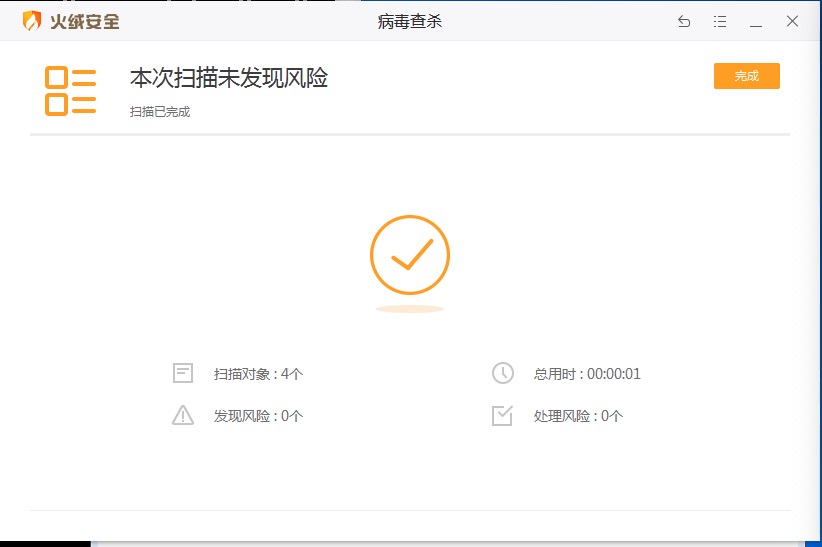 火绒安全
病毒查杀
本次扫描未发现风险
完成
扫描已完成
扫描对象 : 4个
总用时 : 00:00:01
发现风险 : 0个
处理风险 : 0个